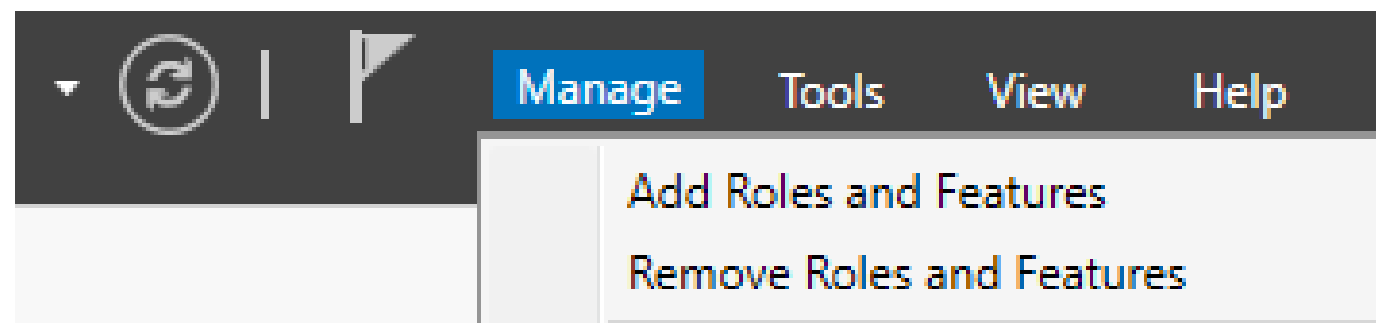 Manage Tools View Help
Add Roles and Features
Remove Roles and Features